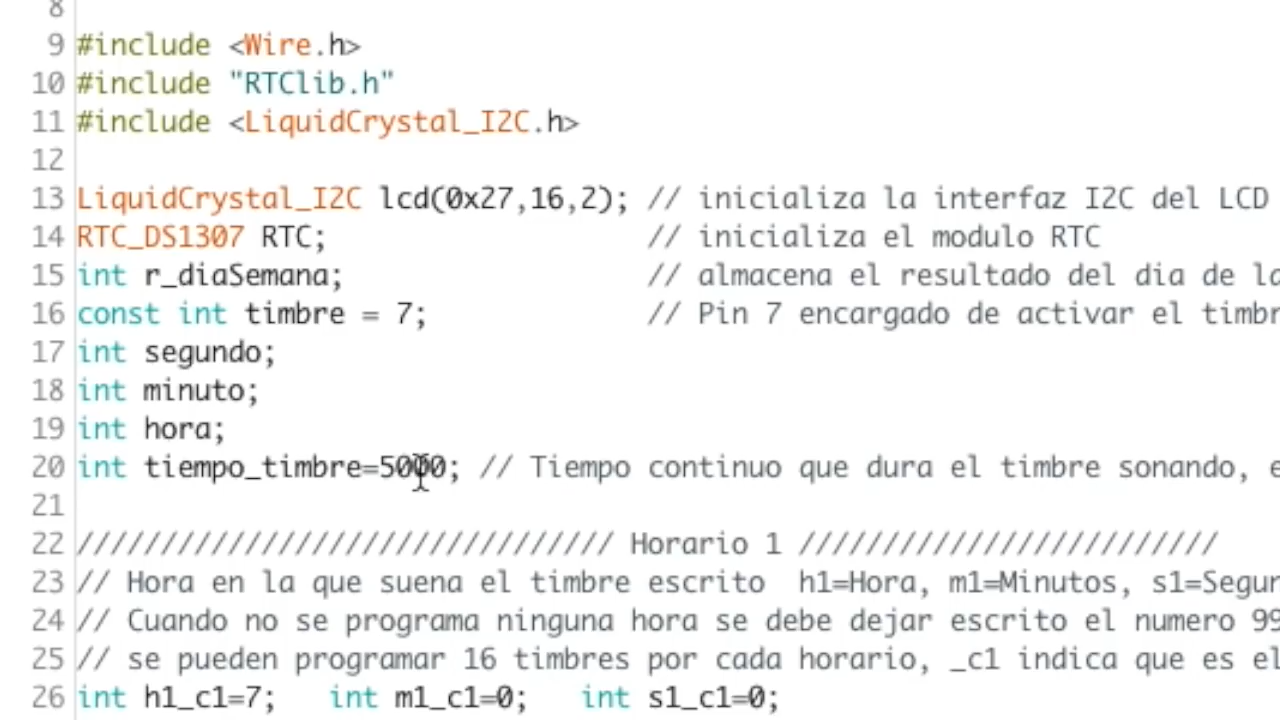 8
9 #include <Wire.h>
10 #include "RTClib.h"
11 #include <LiquidCrystal_I2C.h>
12
13 LiquidCrystal_I2C lcd(0x27,16,2); // inicializa la interfaz I2C del LCD
14 RTC_DS1307 RTC; // inicializa el modulo RTC
15 int r_diaSemana; // almacena el resultado del dia de la
16 const int timbre = 7; // Pin 7 encargado de activar el timbr
17 int segundo;
18 int minuto;
19 int hora;
20 int tiempo_timbre=5000; // Tiempo continuo que dura el timbre sonando, e
21
22 //////////////////////////////// Horario 1 /////////////////////////
23 // Hora en la que suena el timbre escrito  h1=Hora, m1=Minutos, s1=Segun
24 // Cuando no se programa ninguna hora se debe dejar escrito el numero 99
25 // se pueden programar 16 timbres por cada horario, _c1 indica que es el
26 int h1_c1=7;   int m1_c1=0;   int s1_c1=0;